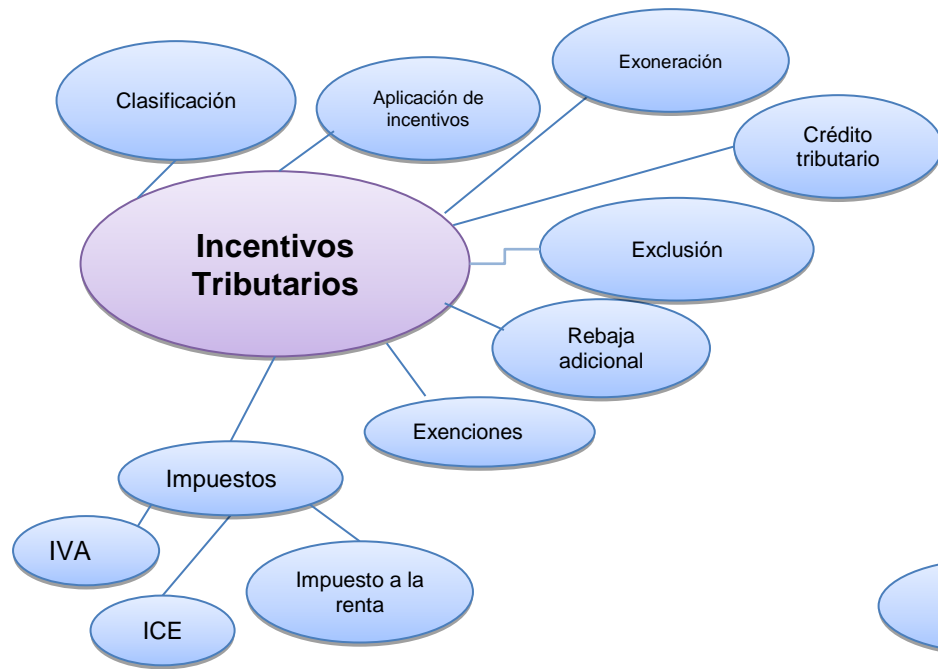 Clasificación
Aplicación de
incentivos
Exoneración
Crédito
tributario
Incentivos
Tributarios
Exclusión
Rebaja
adicional
Exenciones
Impuestos
IVA
ICE
Impuesto a la
renta